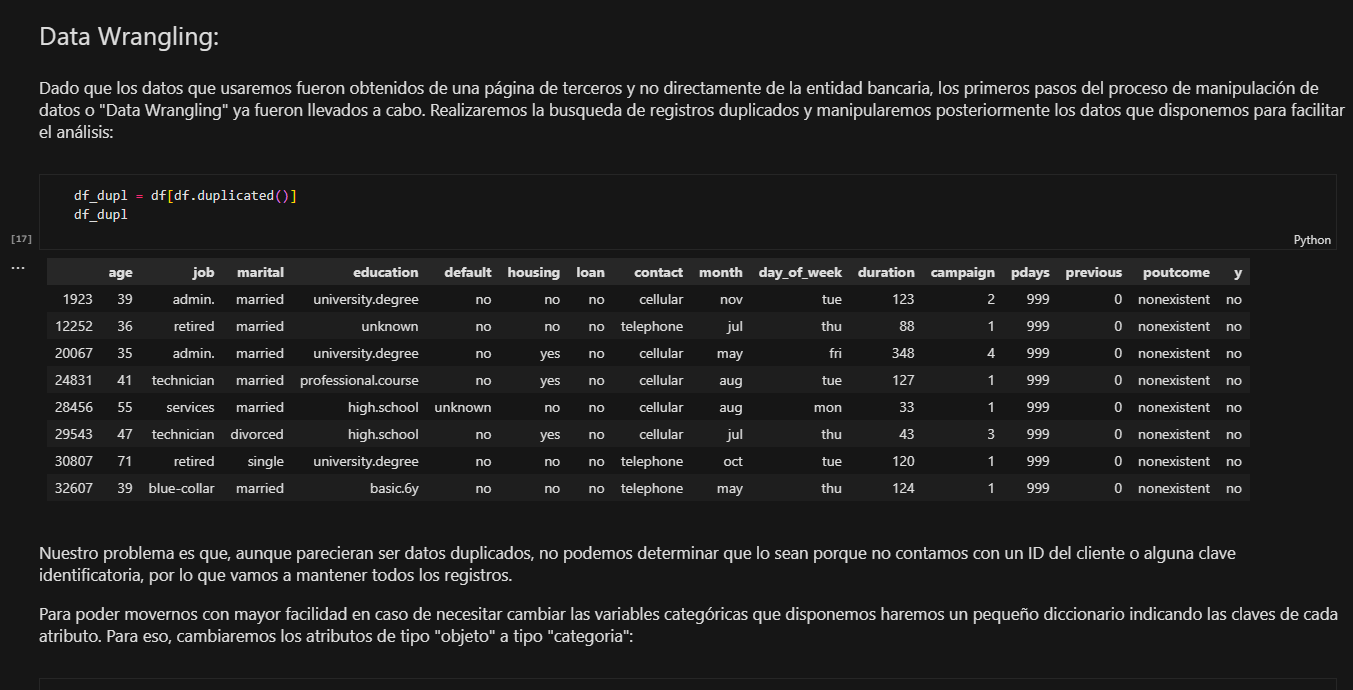 Data Wrangling:
Dado que los datos que usaremos fueron obtenidos de una página de terceros y no directamente de la entidad bancaria, los primeros pasos del proceso de manipulación de
datos o "Data Wrangling" ya fueron llevados a cabo. Realizaremos la busqueda de registros duplicados y manipularemos posteriormente los datos que disponemos para facilitar
el análisis:
df_dupl = df[df.duplicated()]
df_dupl
[17]
Python
...
age job marital education default housing loan contact month day_of_week duration campaign pdays previous poutcome y
1923 39 admin. married university.degree no no no cellular nov tue 123 2 999 0 nonexistent no
12252 36 retired married unknown no no no telephone jul thu 88 1 999 0 nonexistent no
20067 35 admin. married university.degree no yes no cellular may fri 348 4 999 0 nonexistent no
24831 41 technician married professional.course no yes no cellular aug tue 127 1 999 0 nonexistent no
28456 55 services married high.school unknown no no cellular aug mon 33 1 999 0 nonexistent no
29543 47 technician divorced high.school no yes no cellular jul thu 43 3 999 0 nonexistent no
30807 71 retired single university.degree no no no telephone oct tue 120 1 999 0 nonexistent no
32607 39 blue-collar married basic.6y no no no telephone may thu 124 1 999 0 nonexistent no
Nuestro problema es que, aunque parecieran ser datos duplicados, no podemos determinar que lo sean porque no contamos con un ID del cliente o alguna clave
identificatoria, por lo que vamos a mantener todos los registros.
Para poder movernos con mayor facilidad en caso de necesitar cambiar las variables categóricas que disponemos haremos un pequeño diccionario indicando las claves de cada
atributo. Para eso, cambiaremos los atributos de tipo "objeto" a tipo "categoria":